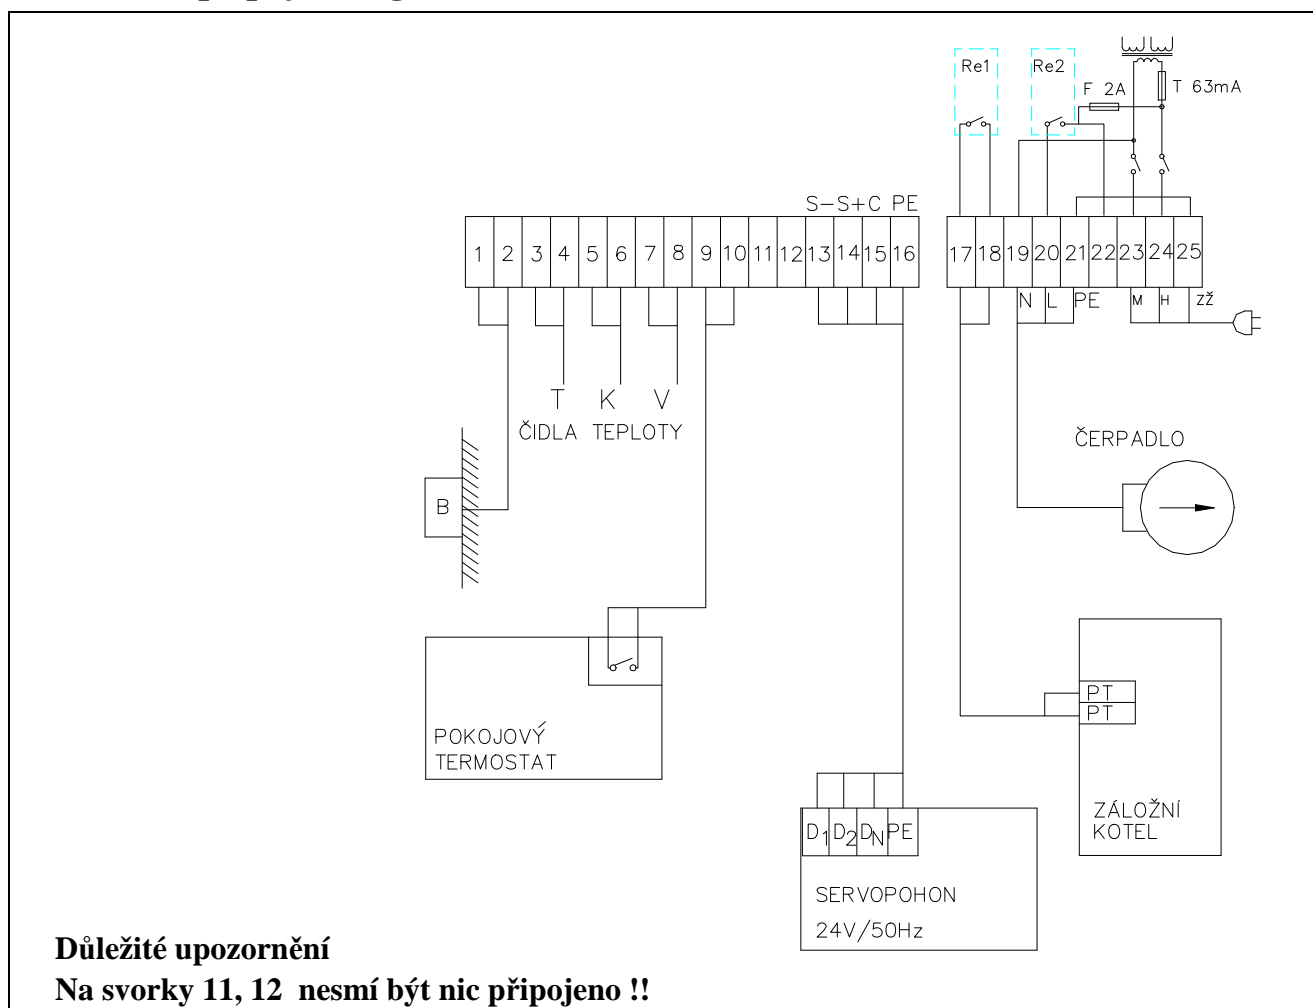 Re1 Re2
F 2A T 63mA
S-S+C PE
1 2 3 4 5 6 7 8 9 10 11 12 13 14 15 16 17 18 19 20 21 22 23 24 25
N L PE M H ZŽ
T K V
ČIDLA TEPLOTY
ČERPADLO
B
PT
PT
POKOJOVÝ
TERMOSTAT
ZÁLOŽNÍ
KOTEL
D1 D2 DN PE
SERVOPOHON
24V/50Hz
Důležité upozornění
Na svorky 11, 12 nesmí být nic připojeno !!